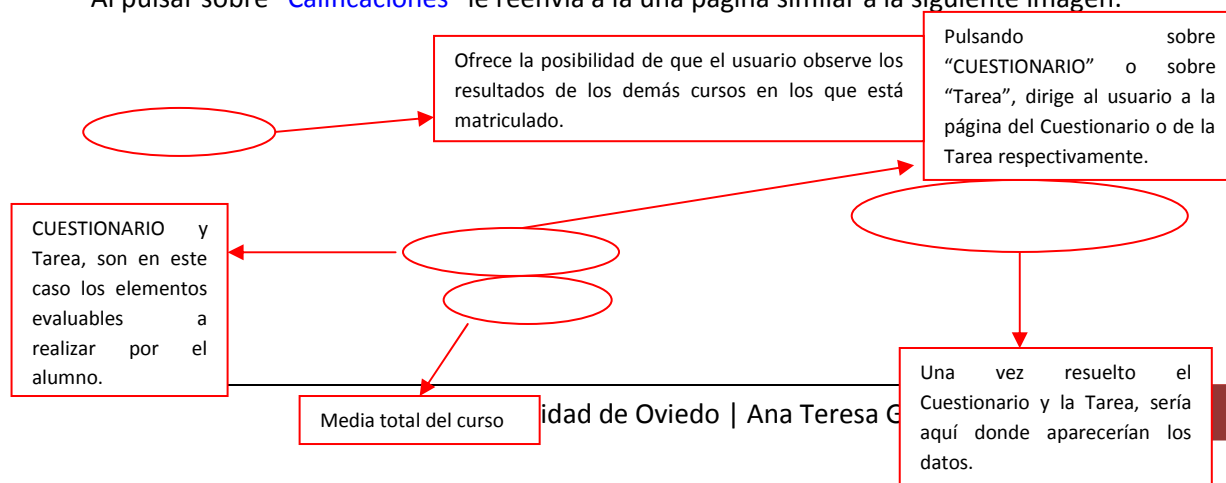 Al pulsar sobre "Calificaciones" le reenvía a la una página similar a la siguiente imagen:
Ofrece la posibilidad de que el usuario observe los
resultados de los demás cursos en los que está
matriculado.
Pulsando sobre
"CUESTIONARIO" o sobre
"Tarea", dirige al usuario a la
página del Cuestionario o de la
Tarea respectivamente.
CUESTIONARIO y
Tarea, son en este
caso los elementos
evaluables a
realizar por el
alumno.
Media total del curso
idad de Oviedo | Ana Teresa G
Una vez resuelto el
Cuestionario y la Tarea, sería
aquí donde aparecerían los
datos.